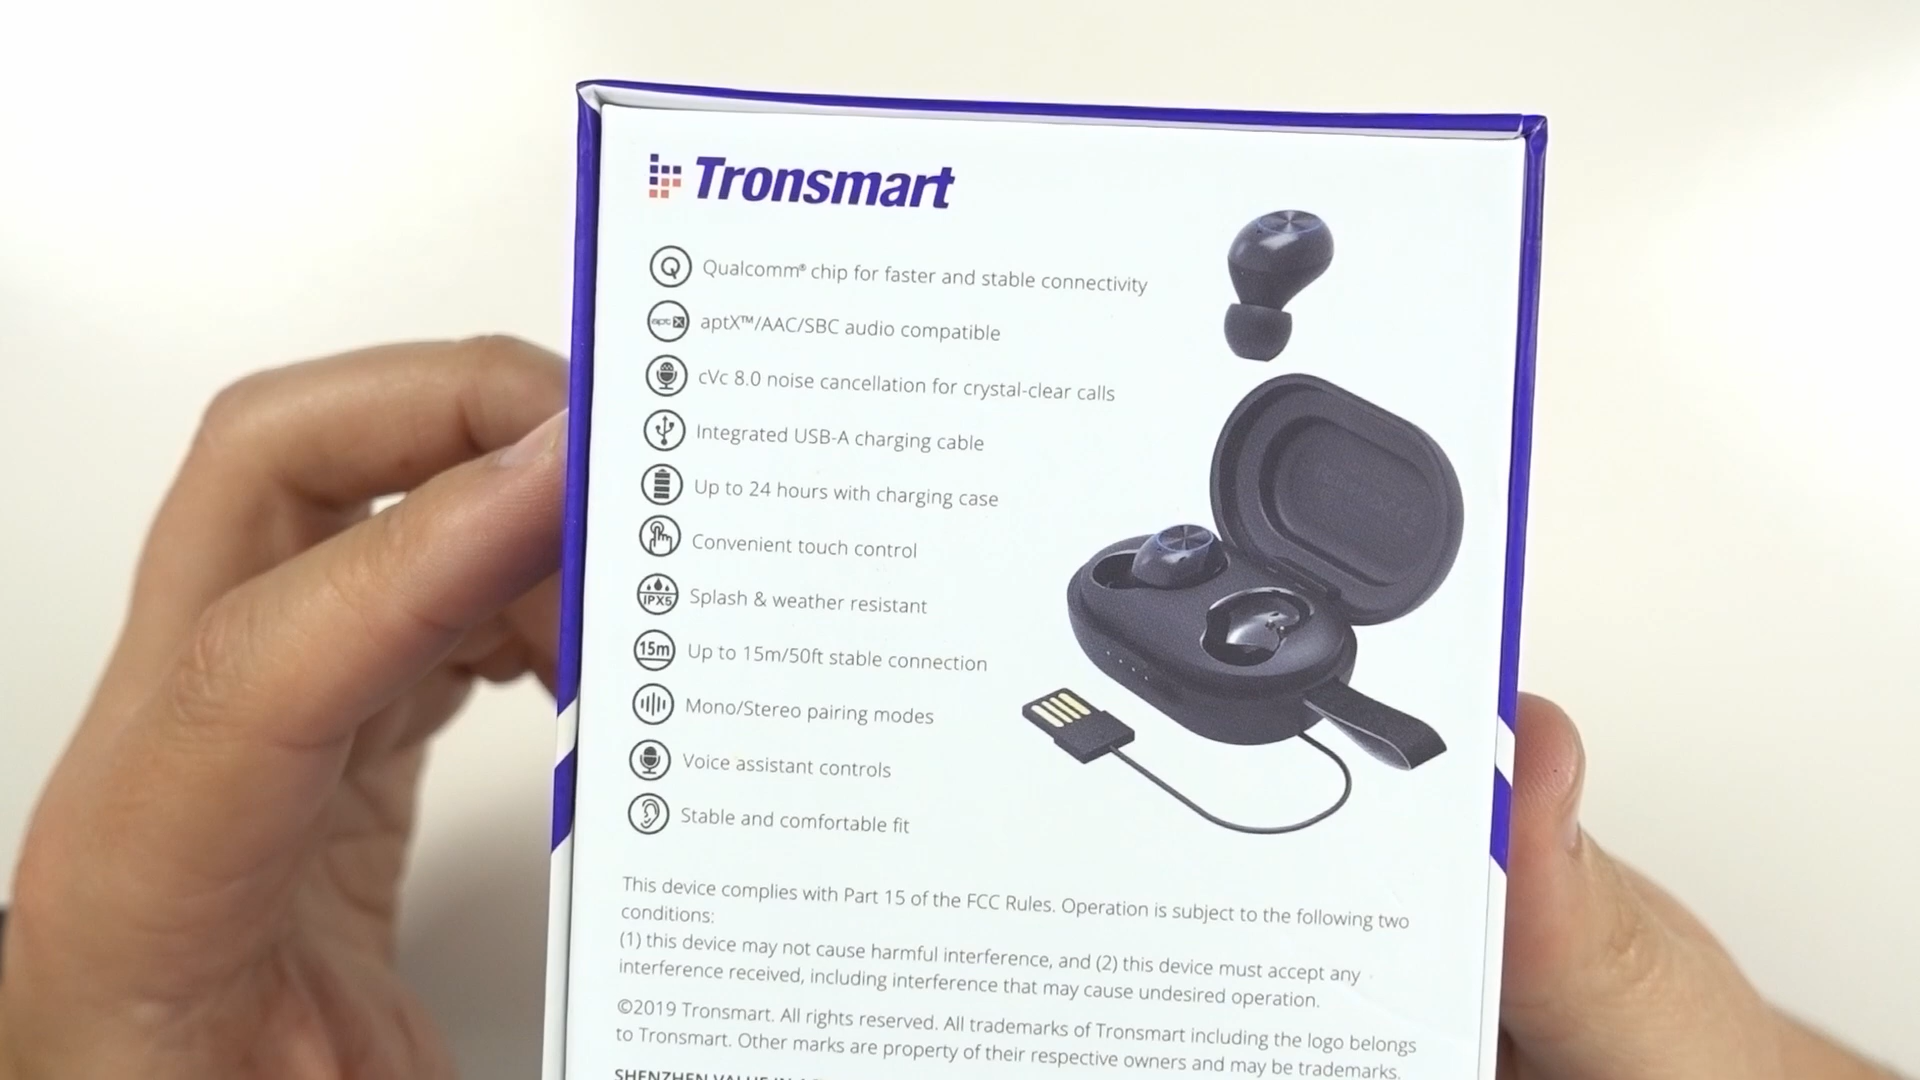 Tronsmart
Qualcomm® chip for faster and stable connectivity
aptX
aptX™/AAC/SBC audio compatible
cVc 8.0 noise cancellation for crystal-clear calls
Integrated USB-A charging cable
Up to 24 hours with charging case
Convenient touch control
IPX5
Splash & weather resistant
15m
Up to 15m/50ft stable connection
Mono/Stereo pairing modes
Voice assistant controls
Stable and comfortable fit
This device complies with Part 15 of the FCC Rules. Operation is subject to the following two
conditions:
(1) this device may not cause harmful interference, and (2) this device must accept any
interference received, including interference that may cause undesired operation.
©2019 Tronsmart. All rights reserved. All trademarks of Tronsmart including the logo belongs
to Tronsmart. Other marks are property of their respective owners and may be trademarks.
SHENZHEN VALUE IN